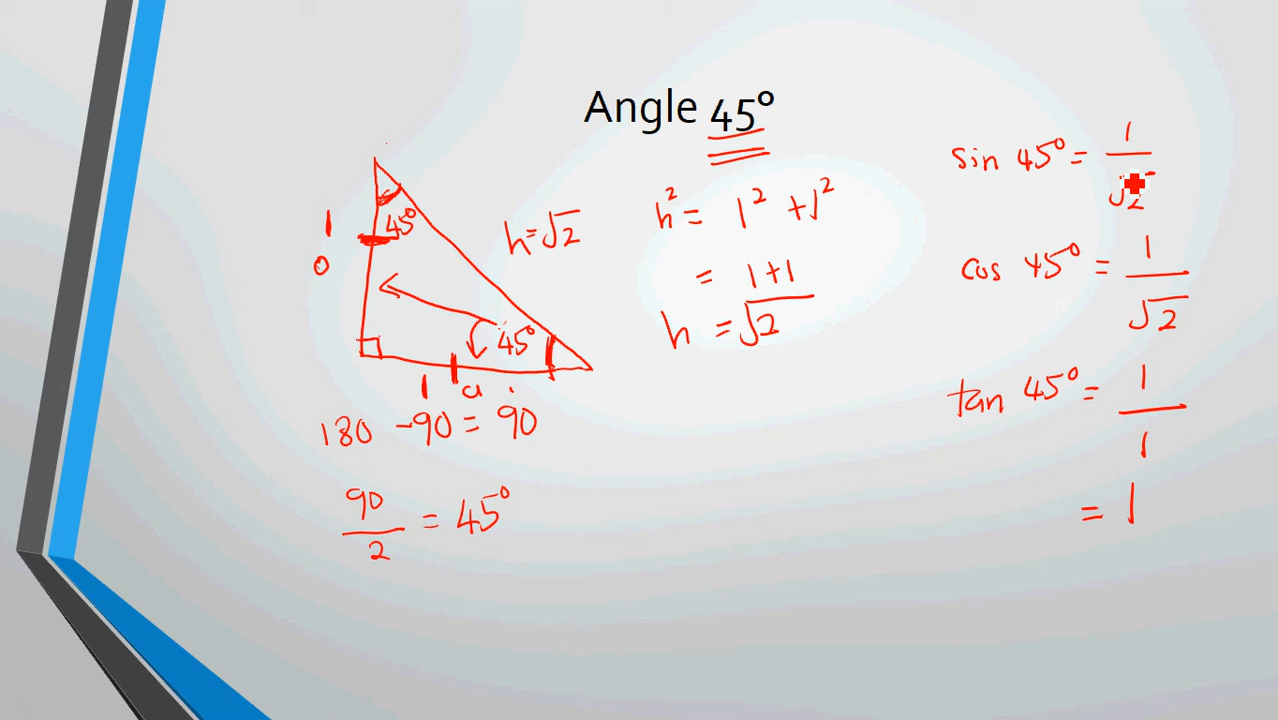 Angle 45°
1
o
45°
h=√2
45°
1 a
180 -90 = 90
90/2 = 45°
h² = 1² +1²
= 1+1
h = √2
sin 45° = 1/√2
cos 45° = 1/√2
tan 45° = 1/1
= 1